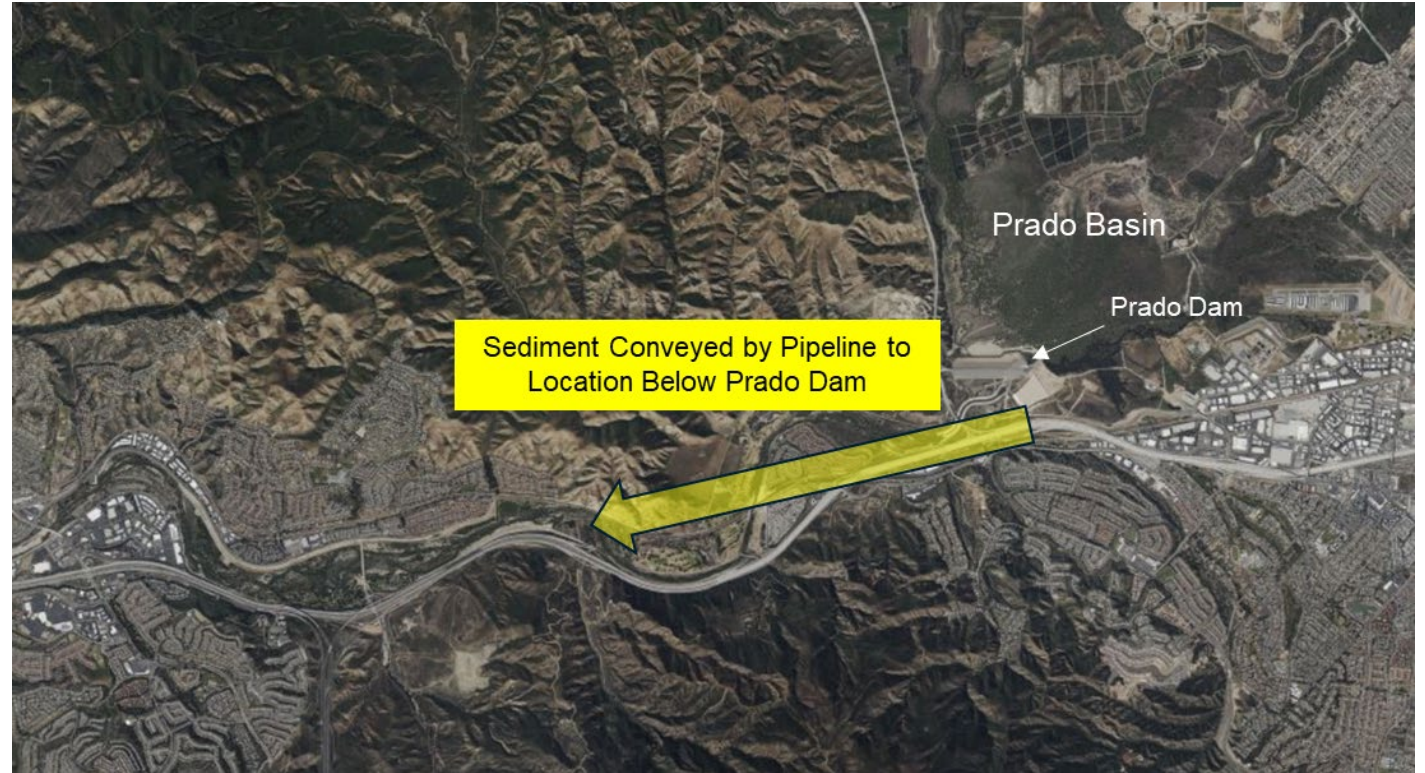 Prado Basin
Prado Dam
Sediment Conveyed by Pipeline to
Location Below Prado Dam